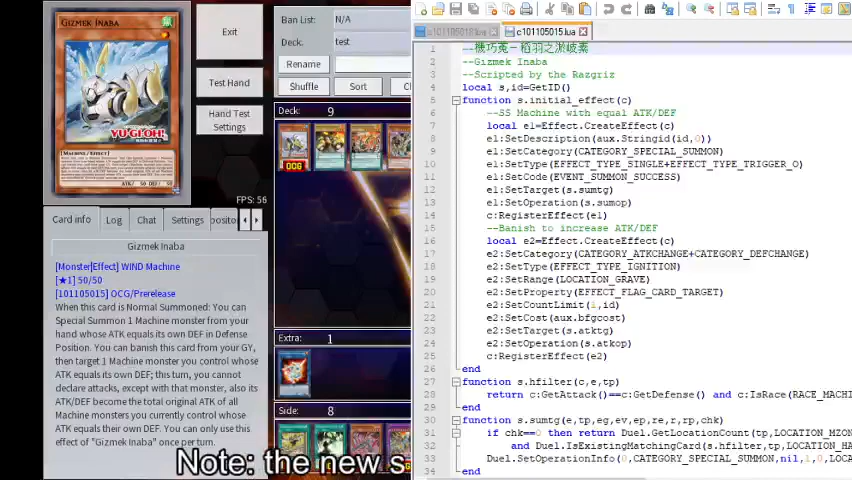 GIZMEK INABA
YU-GI-OH!
[MACHINE/EFFECT]
ATK/ 50 DEF/ 50
Exit
Test Hand
Hand Test
Settings
FPS: 56
Card info
Log
Chat
Settings
Gizmek Inaba
[Monster|Effect] WIND Machine
[★1] 50/50
[101105015] OCG/Prerelease
When this card is Normal Summoned: You can
Special Summon 1 Machine monster from your
hand whose ATK equals its own DEF in Defense
Position. You can banish this card from your GY,
then target 1 Machine monster you control whose
ATK equals its own DEF; this turn, you cannot
declare attacks, except with that monster, also its
ATK/DEF become the total original ATK of all
Machine monsters you currently control whose
ATK equals their own DEF. You can only use this
effect of "Gizmek Inaba" once per turn.
Ban List:
N/A
Deck:
test
Rename
Shuffle
Sort
Deck:
9
OCG
Extra:
1
Side:
8
Note: the new s
c101105015.lua
1
2 --Gizmek Inaba
3 --Scripted by the Razgriz
4 local s,id=GetID()
5 function s.initial_effect(c)
6 --SS Machine with equal ATK/DEF
7 local e1=Effect.CreateEffect(c)
8 e1:SetDescription(aux.Stringid(id,0))
9 e1:SetCategory(CATEGORY_SPECIAL_SUMMON)
10 e1:SetType(EFFECT_TYPE_SINGLE+EFFECT_TYPE_TRIGGER_O)
11 e1:SetCode(EVENT_SUMMON_SUCCESS)
12 e1:SetTarget(s.sumtg)
13 e1:SetOperation(s.sumop)
14 c:RegisterEffect(e1)
15 --Banish to increase ATK/DEF
16 local e2=Effect.CreateEffect(c)
17 e2:SetCategory(CATEGORY_ATKCHANGE+CATEGORY_DEFCHANGE)
18 e2:SetType(EFFECT_TYPE_IGNITION)
19 e2:SetRange(LOCATION_GRAVE)
20 e2:SetProperty(EFFECT_FLAG_CARD_TARGET)
21 e2:SetCountLimit(1,id)
22 e2:SetCost(aux.bfgcost)
23 e2:SetTarget(s.atktg)
24 e2:SetOperation(s.atkop)
25 c:RegisterEffect(e2)
26 end
27 function s.hfilter(c,e,tp)
28 return c:GetAttack()==c:GetDefense() and c:IsRace(RACE_MACHI
29 end
30 function s.sumtg(e,tp,eg,ev,ep,re,r,rp,chk)
31 if chk==0 then return Duel.GetLocationCount(tp,LOCATION_MZON
32 and Duel.IsExistingMatchingCard(s.hfilter,tp,LOCATION_HA
33 Duel.SetOperationInfo(0,CATEGORY_SPECIAL_SUMMON,nil,1,0,LOCA
34 end